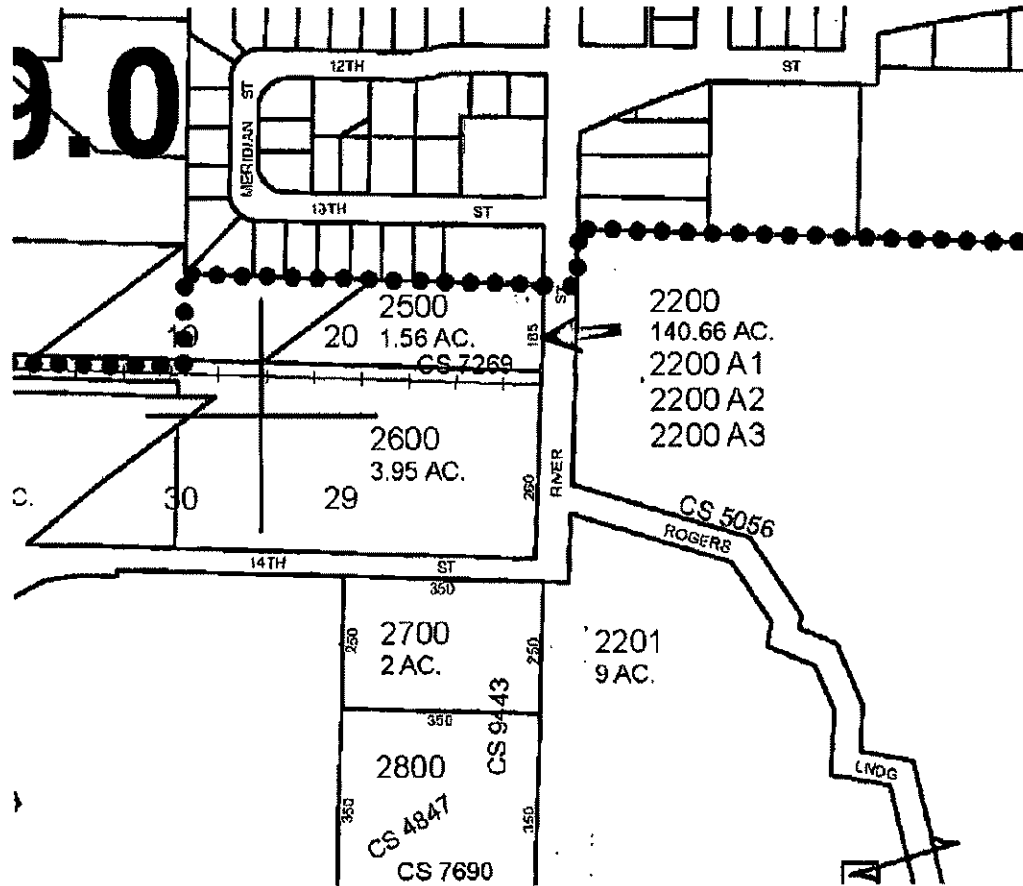 9.0
12TH
ST
MERIDIAN ST
13TH
ST
2500
1.56 AC.
CS 7269
185
ST
2200
140.66 AC.
2200 A1
2200 A2
2200 A3
19
20
2600
3.95 AC.
30
29
260
RIVER
C.
CS 5056
ROGERS
14TH
ST
350
2700
2 AC.
250
250
2201
9 AC.
350
CS 9443
2800
350
350
CS 4847
CS 7690
LNDG